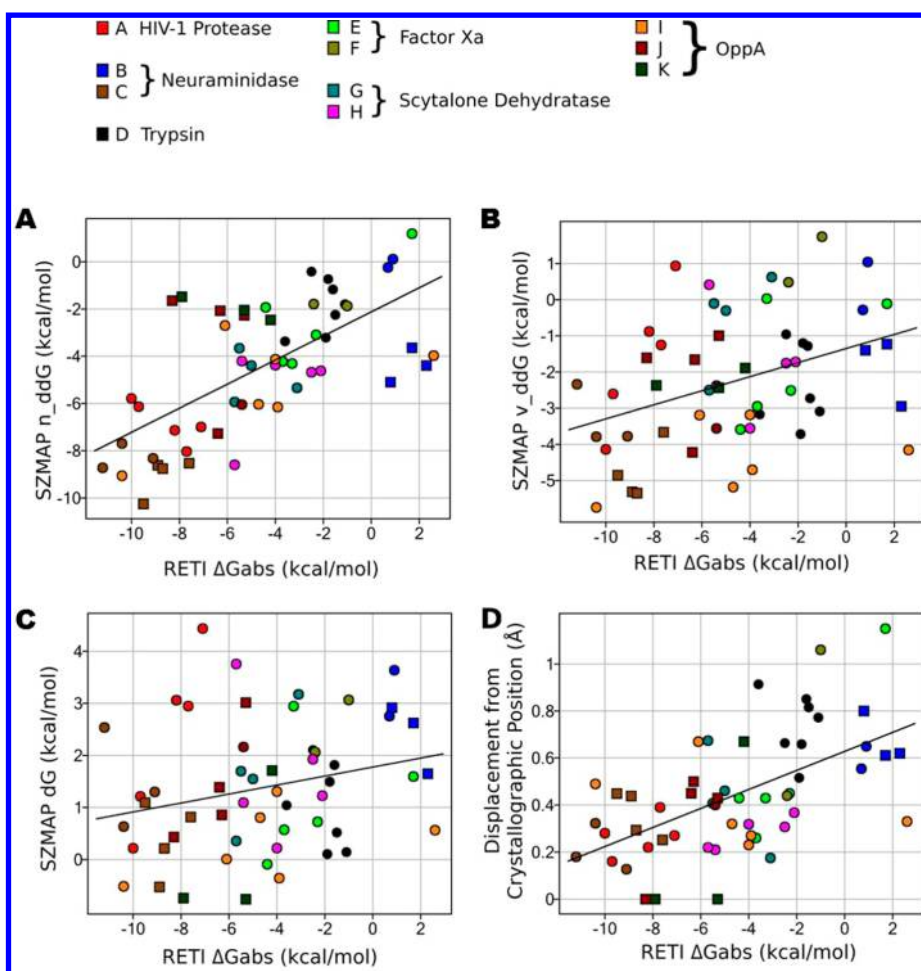 A HIV-1 Protease
B
C
} Neuraminidase
D Trypsin
E
F
} Factor Xa
G
H
} Scytalone Dehydratase
I
J
K
} OppA
A
SZMAP n_ddG (kcal/mol)
0
-2
-4
-6
-8
-10
-10 -8 -6 -4 -2 0 2
RETI ΔGabs (kcal/mol)
B
SZMAP v_ddG (kcal/mol)
1
0
-1
-2
-3
-4
-5
-10 -8 -6 -4 -2 0 2
RETI ΔGabs (kcal/mol)
C
SZMAP dG (kcal/mol)
4
3
2
1
0
-10 -8 -6 -4 -2 0 2
RETI ΔGabs (kcal/mol)
D
Displacement from
Crystallographic Position (Å)
1
0.8
0.6
0.4
0.2
0
-10 -8 -6 -4 -2 0 2
RETI ΔGabs (kcal/mol)